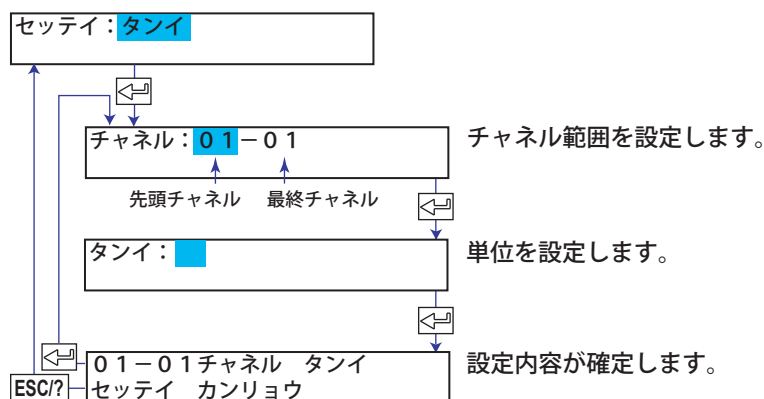 セッテイ：タンイ
チャネル：０１－０１
チャネル範囲を設定します。
先頭チャネル　最終チャネル
タンイ：
単位を設定します。
０１－０１チャネル　タンイ
設定内容が確定します。
ESC/?
セッテイ　カンリョウ